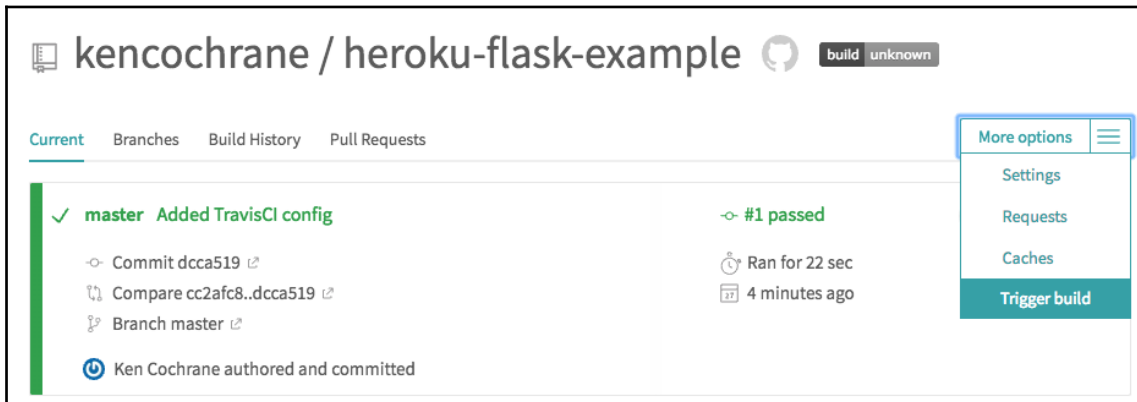 kencochrane / heroku-flask-example build unknown
Current Branches Build History Pull Requests More options
Settings
Requests
Caches
Trigger build
master Added TravisCI config
Commit dcca519
Compare cc2afc8..dcca519
Branch master
Ken Cochrane authored and committed
#1 passed
Ran for 22 sec
27 4 minutes ago